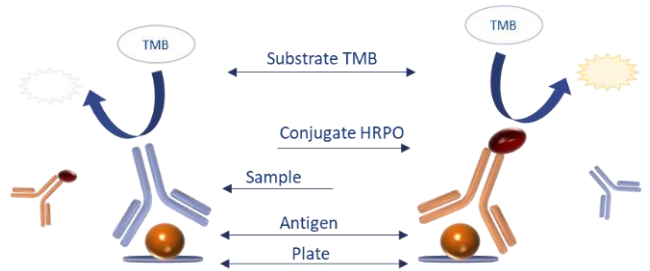 TMB
TMB
Substrate TMB
Conjugate HRPO
Sample
Antigen
Plate